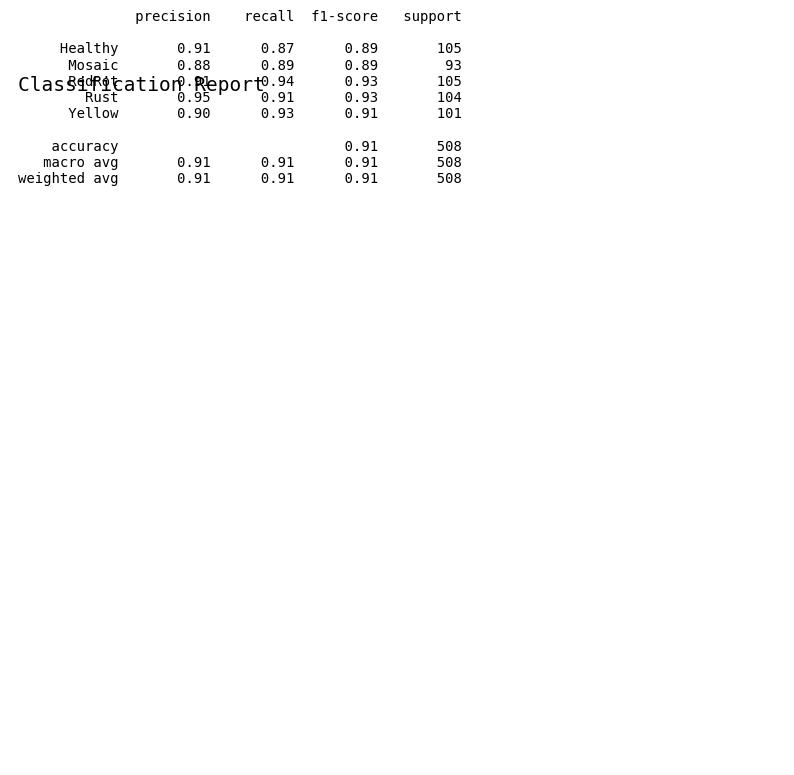 precision    recall  f1-score   support

     Healthy       0.91      0.87      0.89       105
      Mosaic       0.88      0.89      0.89        93
      RedRot       0.91      0.94      0.93       105
Classification Report
        Rust       0.95      0.91      0.93       104
      Yellow       0.90      0.93      0.91       101

    accuracy                           0.91       508
   macro avg       0.91      0.91      0.91       508
weighted avg       0.91      0.91      0.91       508